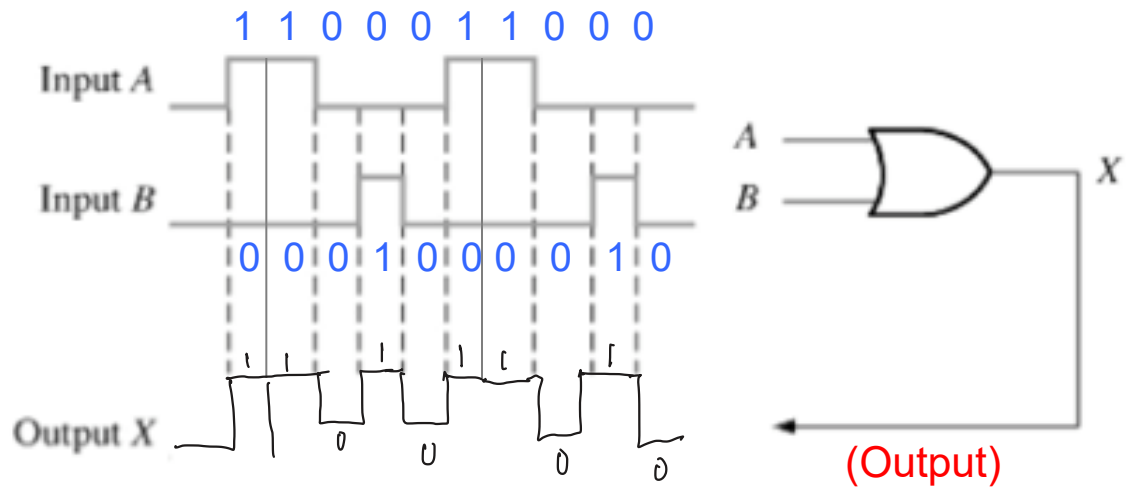 1 1 0 0 0 1 1 0 0 0
Input A
A
X
Input B
B
0 0 0 1 0 0 0 0 1 0
1 1 1 1 1 1
Output X
0 0 0 0
(Output)